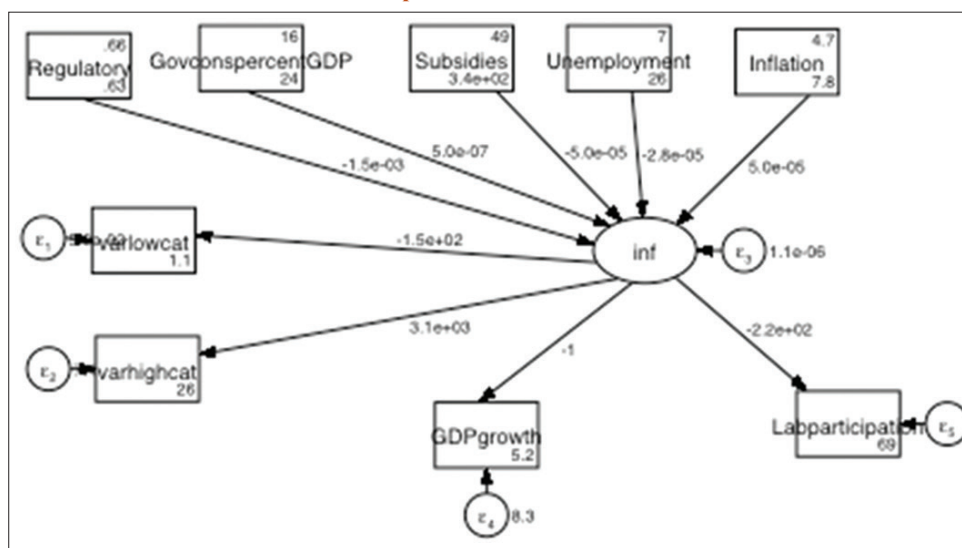 .66
Regulatory
.63
16
GovconspercentGDP
24
49
Subsidies
3.4e+02
7
Unemployment
26
4.7
Inflation
7.8
-1.5e-03
5.0e-07
-5.0e-05
-2.8e-05
5.0e-05
ε1
varlowcat
1.1
-1.5e+02
inf
ε3
1.1e-06
3.1e+03
-1
-2.2e+02
ε2
varhighcat
26
GDPgrowth
5.2
Labparticipation
69
ε5
ε4
8.3